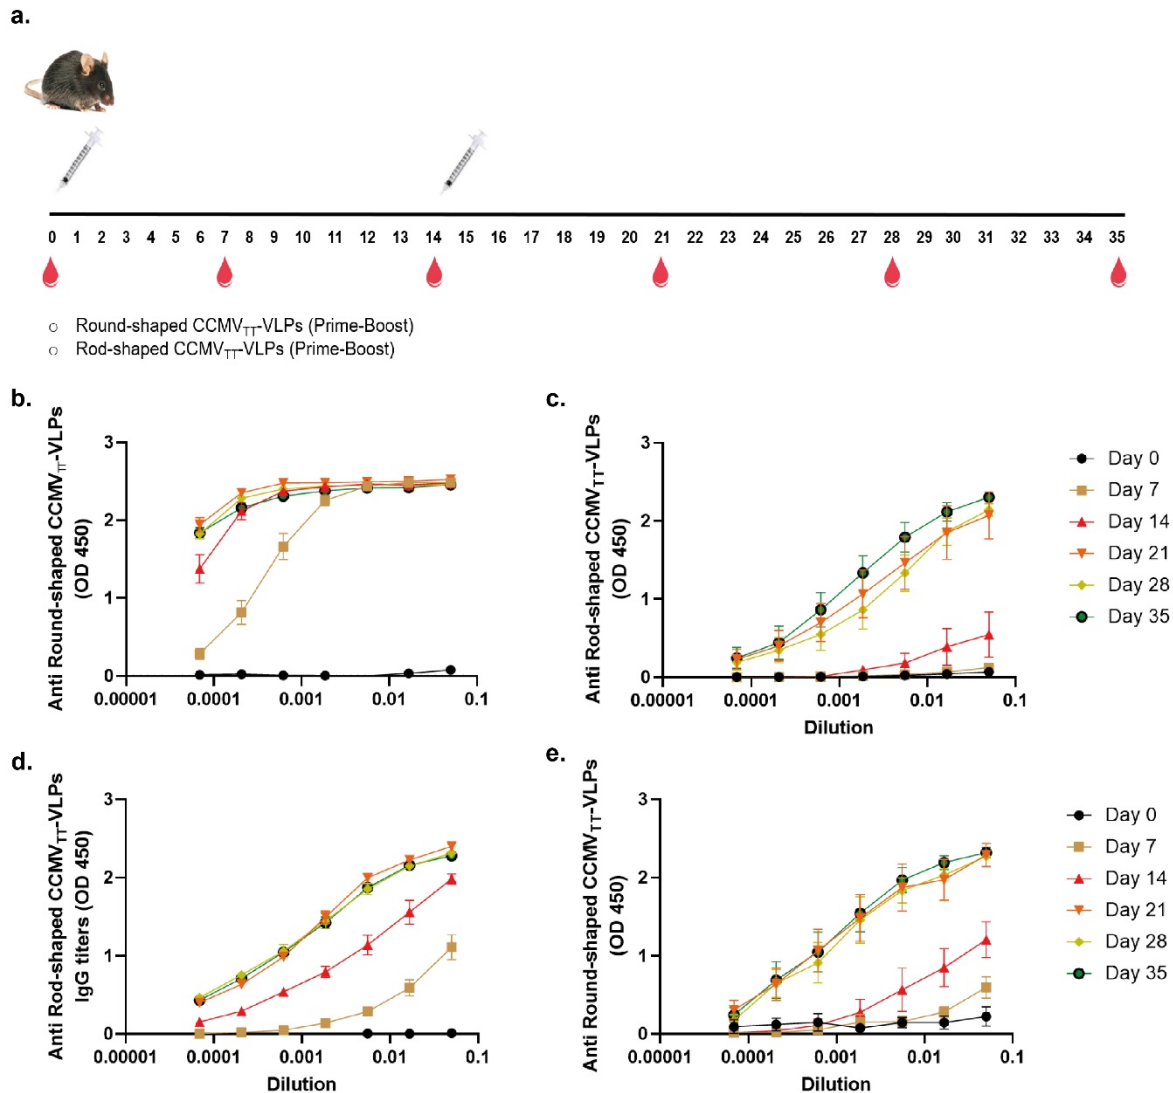 a.
0 1 2 3 4 5 6 7 8 9 10 11 12 13 14 15 16 17 18 19 20 21 22 23 24 25 26 27 28 29 30 31 32 33 34 35
○ Round-shaped CCMVTT-VLPs (Prime-Boost)
○ Rod-shaped CCMVTT-VLPs (Prime-Boost)
b.
Anti Round-shaped CCMVTT-VLPs
(OD 450)
3
2
1
0
0.00001 0.0001 0.001 0.01 0.1
c.
Anti Rod-shaped CCMVTT-VLPs
(OD 450)
3
2
1
0
0.00001 0.0001 0.001 0.01 0.1
Dilution
Day 0
Day 7
Day 14
Day 21
Day 28
Day 35
d.
Anti Rod-shaped CCMVTT-VLPs
IgG titers (OD 450)
3
2
1
0
0.00001 0.0001 0.001 0.01 0.1
Dilution
e.
Anti Round-shaped CCMVTT-VLPs
(OD 450)
3
2
1
0
0.00001 0.0001 0.001 0.01 0.1
Dilution
Day 0
Day 7
Day 14
Day 21
Day 28
Day 35